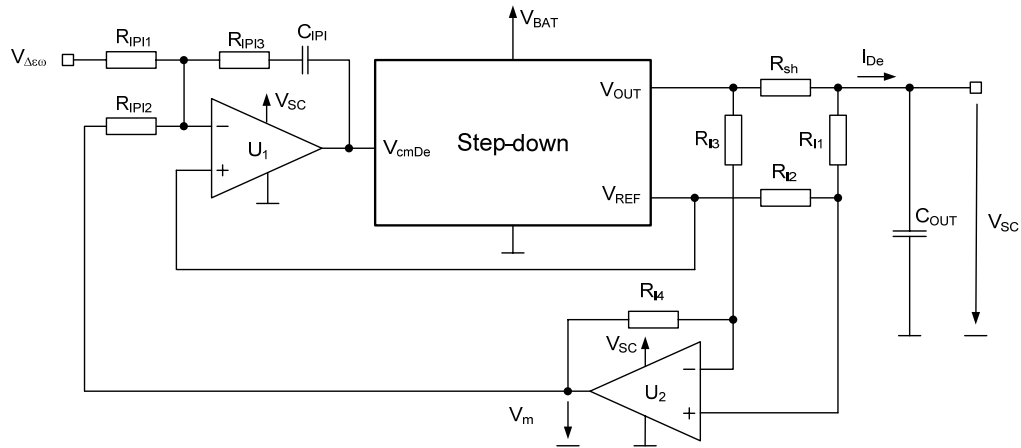 V_BAT
V_Δεω
R_IPI1
R_IPI3
C_IPI
R_IPI2
V_SC
U_1
V_cmDe
Step-down
V_OUT
V_REF
R_sh
I_De
R_I3
R_I1
R_I2
C_OUT
V_SC
R_I4
V_SC
U_2
V_m